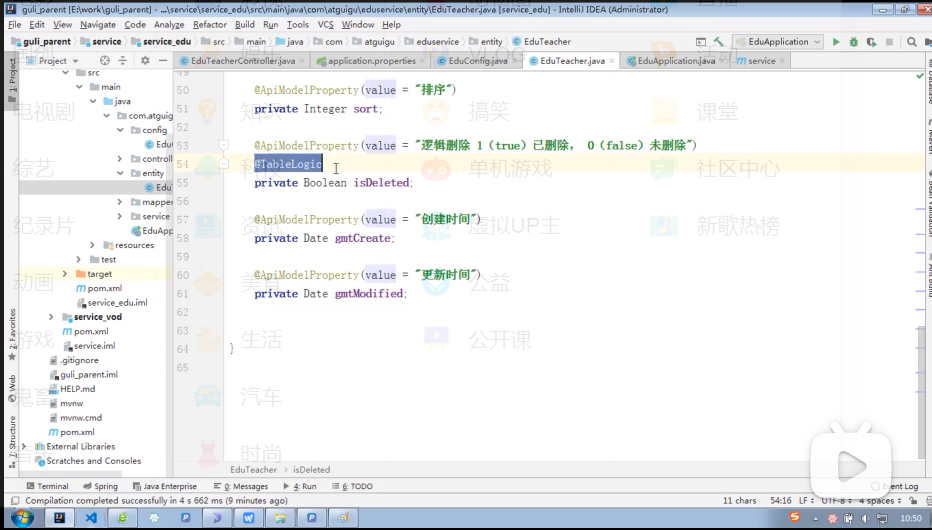 guli_parent [E:\work\guli_parent] - ...\service\service_edu\src\main\java\com\atguigu\eduservice\entity\EduTeacher.java [service_edu] - IntelliJ IDEA (Administrator)
File Edit View Navigate Code Analyze Refactor Build Run Tools VCS Window Help
guli_parent service service_edu src main java com atguigu eduservice entity EduTeacher EduApplication
Project EduTeacherController.java application.properties EduConfig.java EduTeacher.java EduApplication.java service
1: Project
src
main
java
com.atguigu
config
Edu
controll
entity
Edu
mapper
service
EduApp
resources
test
target
pom.xml
service_edu.iml
service_vod
pom.xml
service.iml
.gitignore
guli_parent.iml
HELP.md
mvnw
mvnw.cmd
pom.xml
External Libraries
Scratches and Consoles
2: Favorites
Web
7: Structure
49
50 @ApiModelProperty(value = "排序")
51 private Integer sort;
52
53 @ApiModelProperty(value = "逻辑删除 1（true）已删除， 0（false）未删除")
54 @TableLogic
55 private Boolean isDeleted;
56
57 @ApiModelProperty(value = "创建时间")
58 private Date gmtCreate;
59
60 @ApiModelProperty(value = "更新时间")
61 private Date gmtModified;
62
63
64 }
65
电视剧 知识 搞笑 课堂
综艺 单机游戏 社区中心
纪录片 资讯 虚拟UP主 新歌热榜
动画 美食 公益
游戏 生活 公开课
鬼畜 汽车
时尚
EduTeacher isDeleted
Terminal Spring Java Enterprise 0: Messages 4: Run 6: TODO Event Log
Compilation completed successfully in 4 s 662 ms (9 minutes ago) 11 chars 54:16 LF UTF-8 4 spaces
10:50